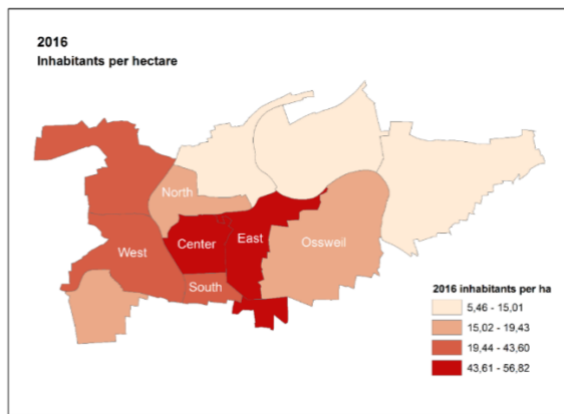 2016
Inhabitants per hectare
North
West
Center
East
Ossweil
South
2016 inhabitants per ha
5,46 - 15,01
15,02 - 19,43
19,44 - 43,60
43,61 - 56,82